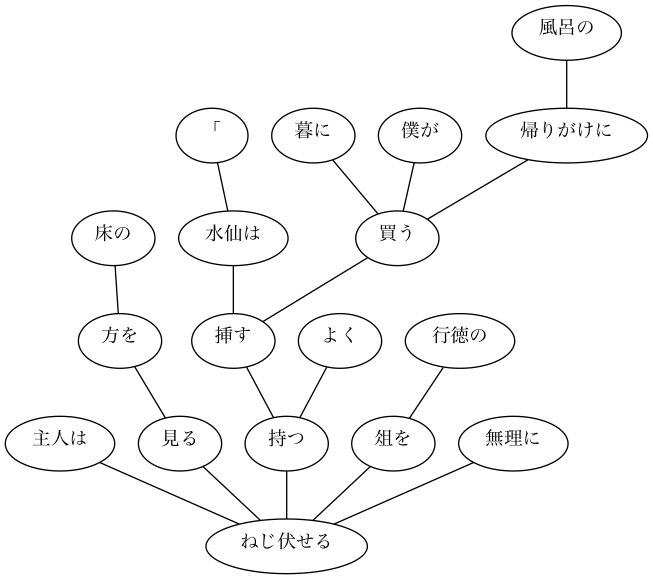 風呂の
「
暮に
僕が
帰りがけに
床の
水仙は
買う
方を
挿す
よく
行徳の
主人は
見る
持つ
俎を
無理に
ねじ伏せる